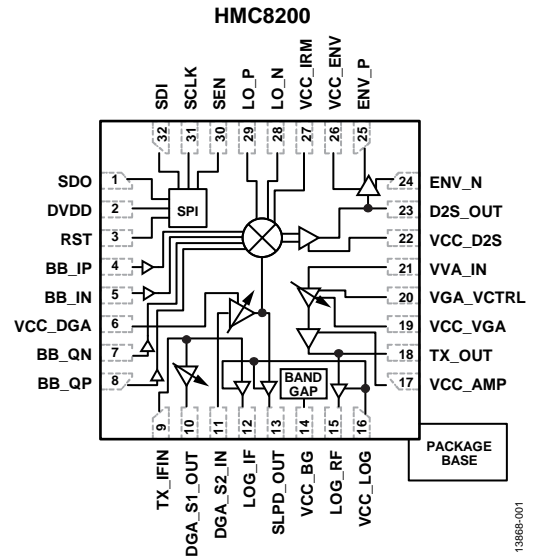 HMC8200
SDI
SCLK
SEN
LO_P
LO_N
VCC_IRM
VCC_ENV
ENV_P
32
31
30
29
28
27
26
25
SDO
1
DVDD
2
RST
3
BB_IP
4
BB_IN
5
VCC_DGA
6
BB_QN
7
BB_QP
8
SPI
24
ENV_N
23
D2S_OUT
22
VCC_D2S
21
VVA_IN
20
VGA_VCTRL
19
VCC_VGA
18
TX_OUT
17
VCC_AMP
BAND
GAP
9
10
11
12
13
14
15
16
TX_IFIN
DGA_S1_OUT
DGA_S2_IN
LOG_IF
SLPD_OUT
VCC_BG
LOG_RF
VCC_LOG
PACKAGE
BASE
13868-001